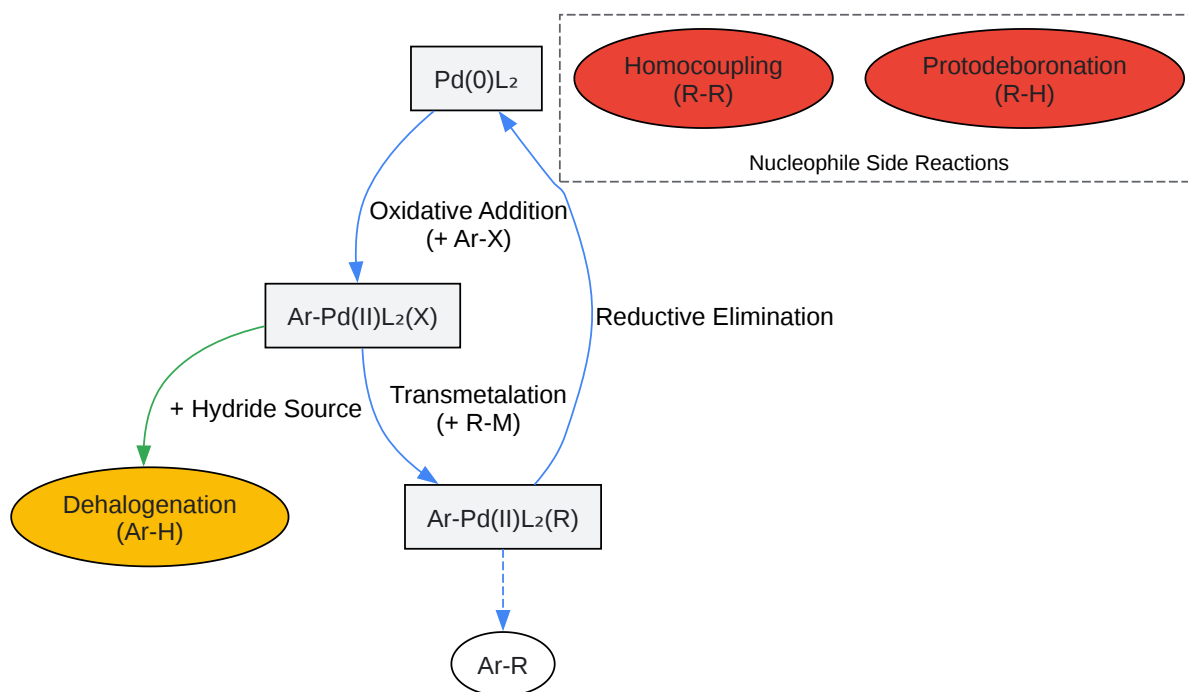 Pd(0)L₂
Homocoupling
(R-R)
Protodeboronation
(R-H)
Nucleophile Side Reactions
Oxidative Addition
(+ Ar-X)
Ar-Pd(II)L₂(X)
Reductive Elimination
+ Hydride Source
Transmetalation
(+ R-M)
Dehalogenation
(Ar-H)
Ar-Pd(II)L₂(R)
Ar-R